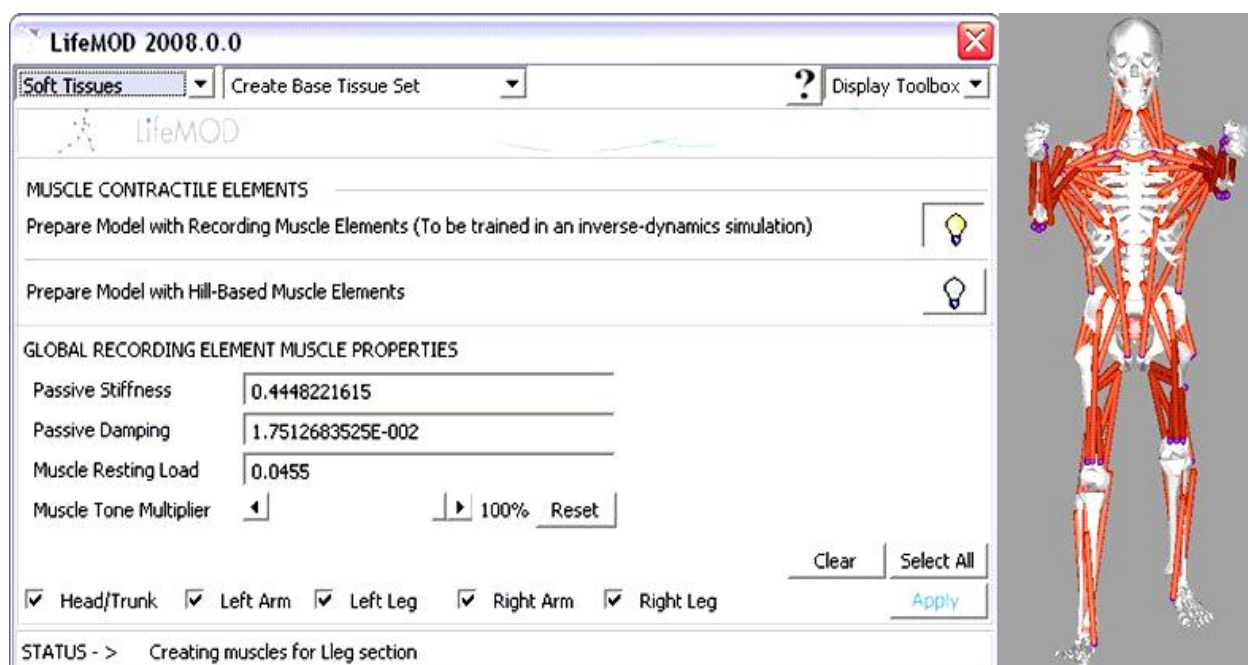 LifeMOD 2008.0.0
Soft Tissues Create Base Tissue Set ? Display Toolbox
LifeMOD
MUSCLE CONTRACTILE ELEMENTS
Prepare Model with Recording Muscle Elements (To be trained in an inverse-dynamics simulation)
Prepare Model with Hill-Based Muscle Elements
GLOBAL RECORDING ELEMENT MUSCLE PROPERTIES
Passive Stiffness 0.4448221615
Passive Damping 1.7512683525E-002
Muscle Resting Load 0.0455
Muscle Tone Multiplier 100% Reset
Clear Select All
Head/Trunk Left Arm Left Leg Right Arm Right Leg Apply
STATUS - > Creating muscles for Lleg section